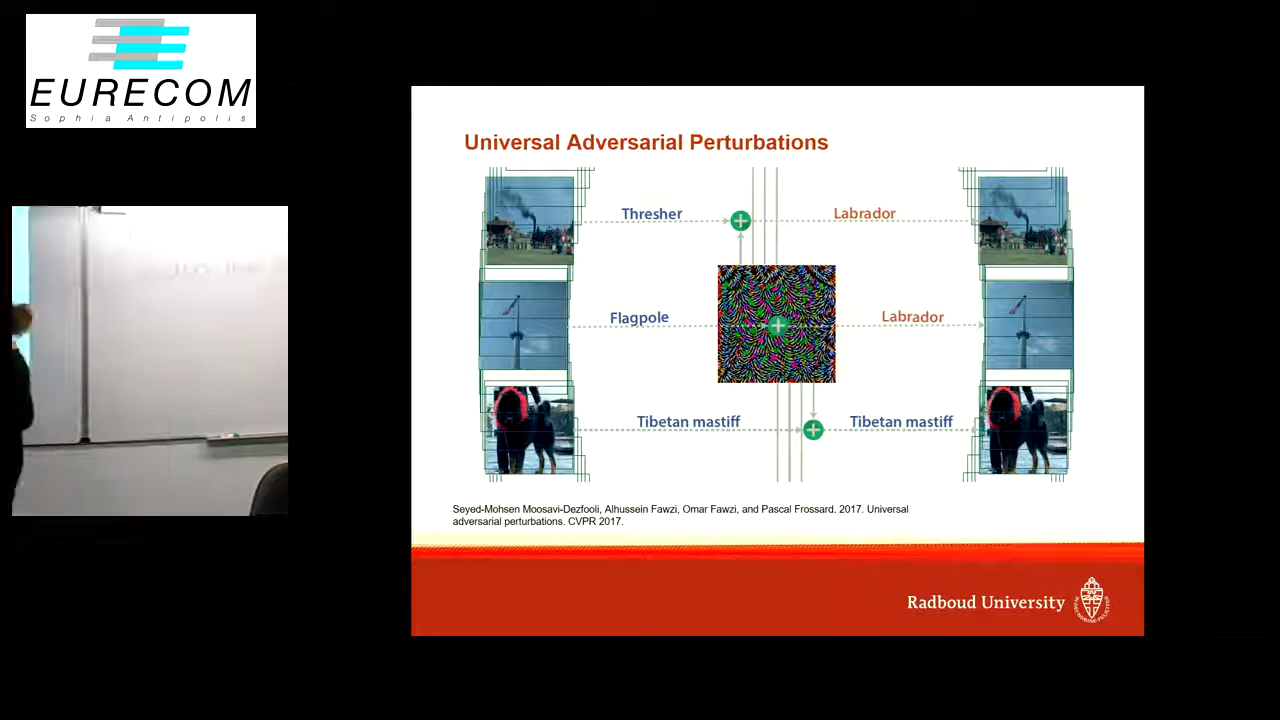 EURECOM
Sophia Antipolis
Universal Adversarial Perturbations
Thresher
Labrador
Flagpole
Labrador
Tibetan mastiff
Tibetan mastiff
Seyed-Mohsen Moosavi-Dezfooli, Alhussein Fawzi, Omar Fawzi, and Pascal Frossard. 2017. Universal
adversarial perturbations. CVPR 2017.
Radboud University